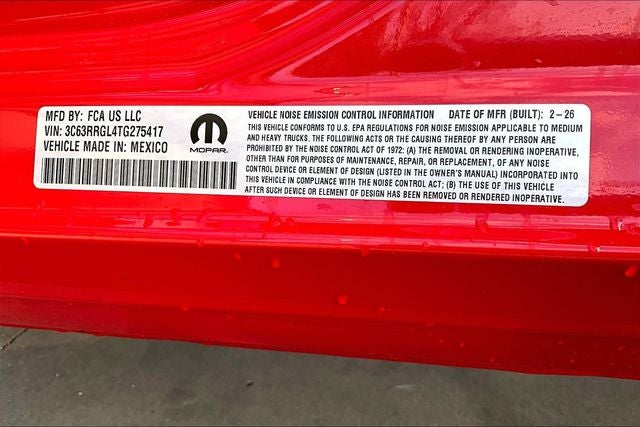 MFD BY: FCA US LLC
VIN: 3C63RRGL4TG275417
VEHICLE MADE IN: MEXICO
MOPAR.
VEHICLE NOISE EMISSION CONTROL INFORMATION DATE OF MFR (BUILT): 2-26
THIS VEHICLE CONFORMS TO U.S. EPA REGULATIONS FOR NOISE EMISSION APPLICABLE TO MEDIUM
AND HEAVY TRUCKS. THE FOLLOWING ACTS OR THE CAUSING THEREOF BY ANY PERSON ARE
PROHIBITED BY THE NOISE CONTROL ACT OF 1972: (A) THE REMOVAL OR RENDERING INOPERATIVE,
OTHER THAN FOR PURPOSES OF MAINTENANCE, REPAIR, OR REPLACEMENT, OF ANY NOISE
CONTROL DEVICE OR ELEMENT OF DESIGN (LISTED IN THE OWNER'S MANUAL) INCORPORATED INTO
THIS VEHICLE IN COMPLIANCE WITH THE NOISE CONTROL ACT; (B) THE USE OF THIS VEHICLE
AFTER SUCH DEVICE OR ELEMENT OF DESIGN HAS BEEN REMOVED OR RENDERED INOPERATIVE.